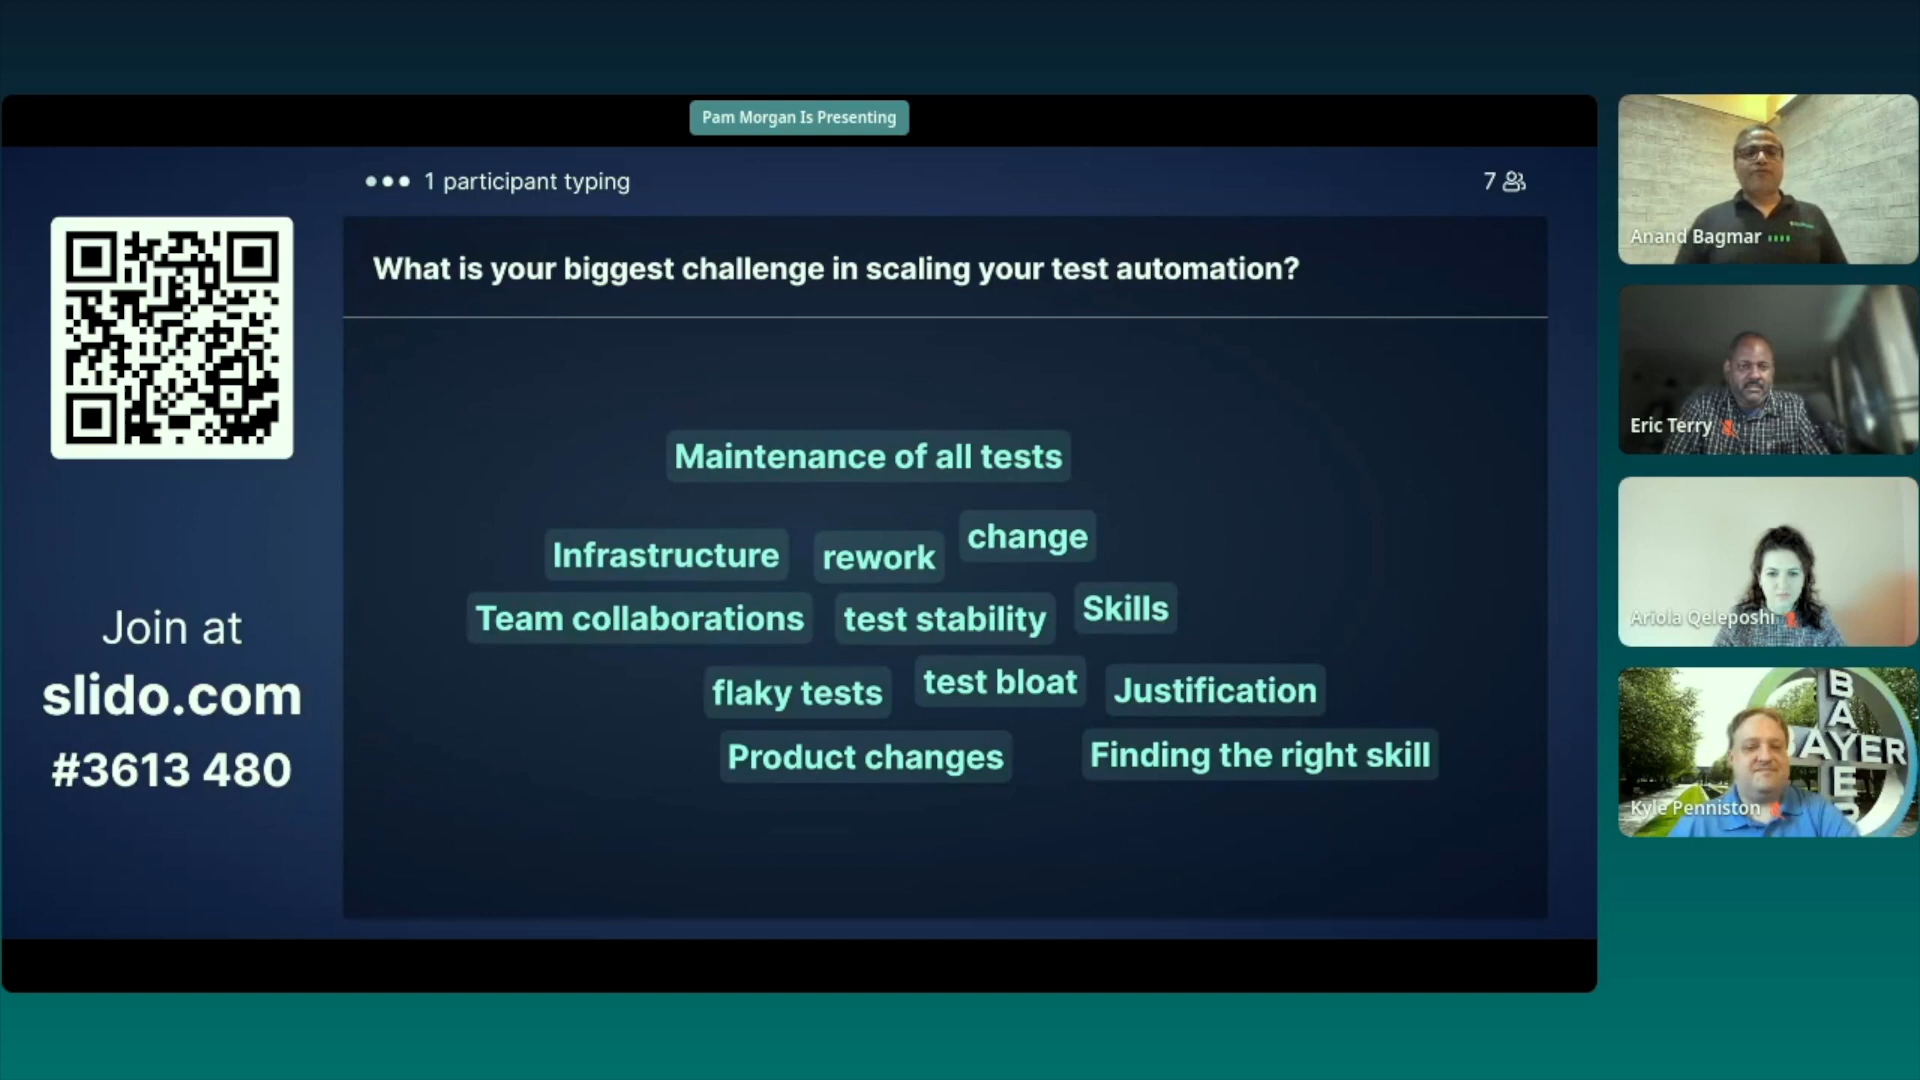 Pam Morgan Is Presenting
1 participant typing
7
What is your biggest challenge in scaling your test automation?
Maintenance of all tests
change
Infrastructure
rework
Team collaborations
test stability
Skills
flaky tests
test bloat
Justification
Product changes
Finding the right skill
Join at
slido.com
#3613 480
Anand Bagmar
Eric Terry
Ariola Qeleposhi
BAYER
BAYER
Kyle Penniston